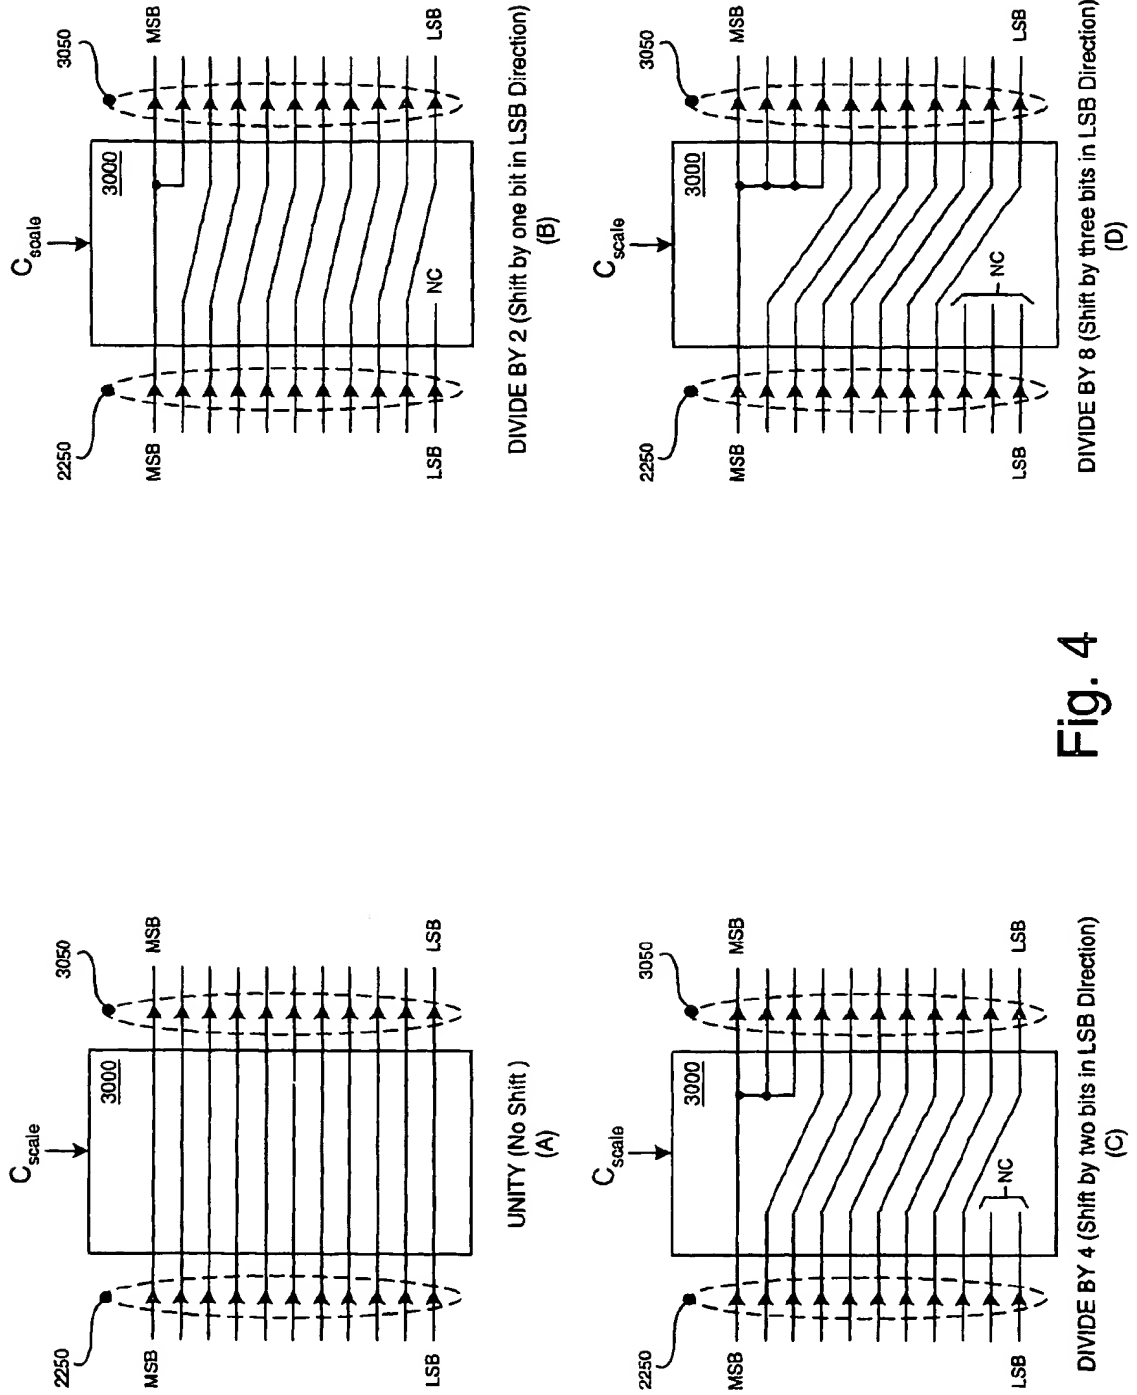 C_scale
2250
3000
3050
MSB
MSB
LSB
LSB
UNITY (No Shift )
(A)
C_scale
2250
3000
3050
MSB
MSB
LSB
NC
LSB
DIVIDE BY 2 (Shift by one bit in LSB Direction)
(B)
C_scale
2250
3000
3050
MSB
MSB
LSB
NC
LSB
DIVIDE BY 4 (Shift by two bits in LSB Direction)
(C)
C_scale
2250
3000
3050
MSB
MSB
LSB
NC
LSB
DIVIDE BY 8 (Shift by three bits in LSB Direction)
(D)
Fig. 4